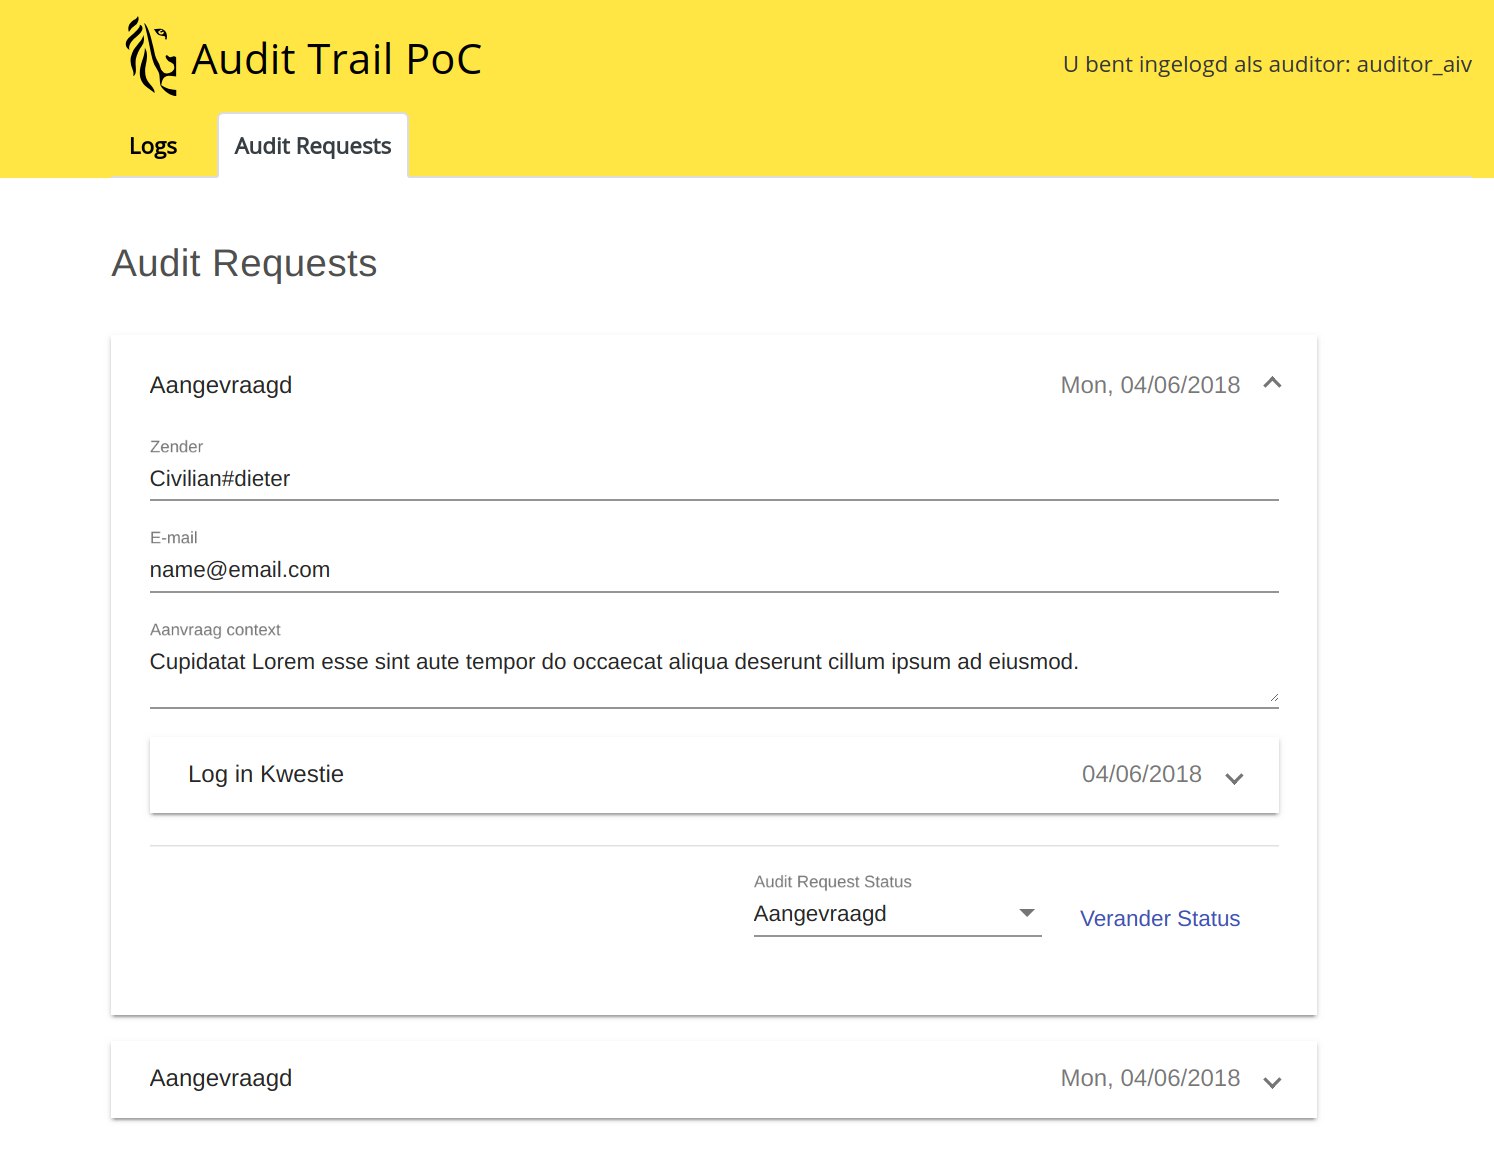 Audit Trail PoC
U bent ingelogd als auditor: auditor_aiv
Logs
Audit Requests
Audit Requests
Aangevraagd
Mon, 04/06/2018
Zender
Civilian#dieter
E-mail
name@email.com
Aanvraag context
Cupidatat Lorem esse sint aute tempor do occaecat aliqua deserunt cillum ipsum ad eiusmod.
Log in Kwestie
04/06/2018
Audit Request Status
Aangevraagd
Verander Status
Aangevraagd
Mon, 04/06/2018